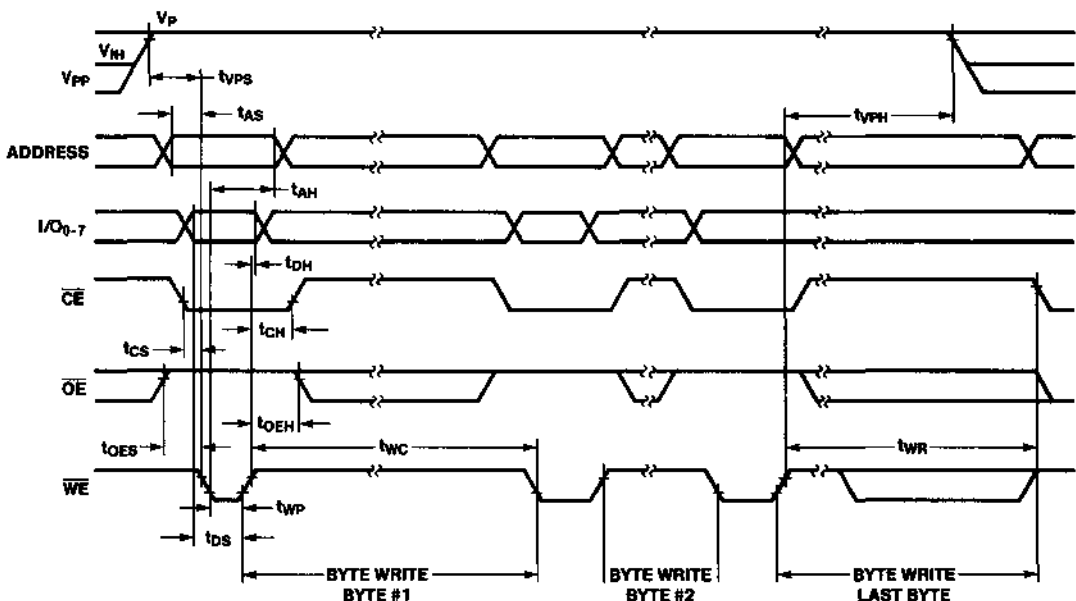 VP
VIH
VPP
tVPS
tAS
tVPH
ADDRESS
tAH
I/O0-7
tDH
CE
tCH
tCS
OE
tOEH
tOES
tWC
tWR
WE
tWP
tDS
BYTE WRITE
BYTE #1
BYTE WRITE
BYTE #2
BYTE WRITE
LAST BYTE